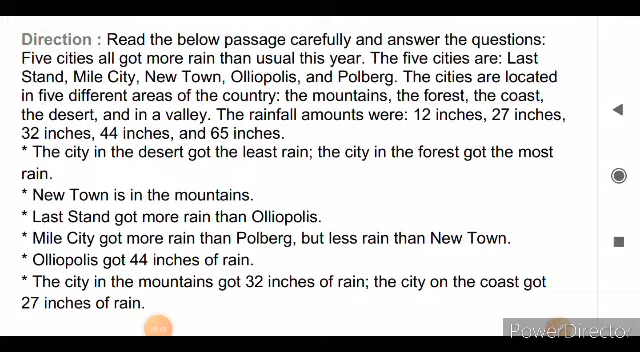 Direction : Read the below passage carefully and answer the questions:
Five cities all got more rain than usual this year. The five cities are: Last
Stand, Mile City, New Town, Olliopolis, and Polberg. The cities are located
in five different areas of the country: the mountains, the forest, the coast,
the desert, and in a valley. The rainfall amounts were: 12 inches, 27 inches,
32 inches, 44 inches, and 65 inches.
* The city in the desert got the least rain; the city in the forest got the most
rain.
* New Town is in the mountains.
* Last Stand got more rain than Olliopolis.
* Mile City got more rain than Polberg, but less rain than New Town.
* Olliopolis got 44 inches of rain.
* The city in the mountains got 32 inches of rain; the city on the coast got
27 inches of rain.
PowerDirector